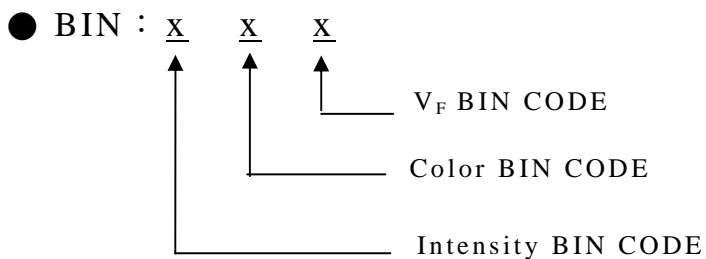 ● BIN：x x x
V_F BIN CODE
Color BIN CODE
Intensity BIN CODE